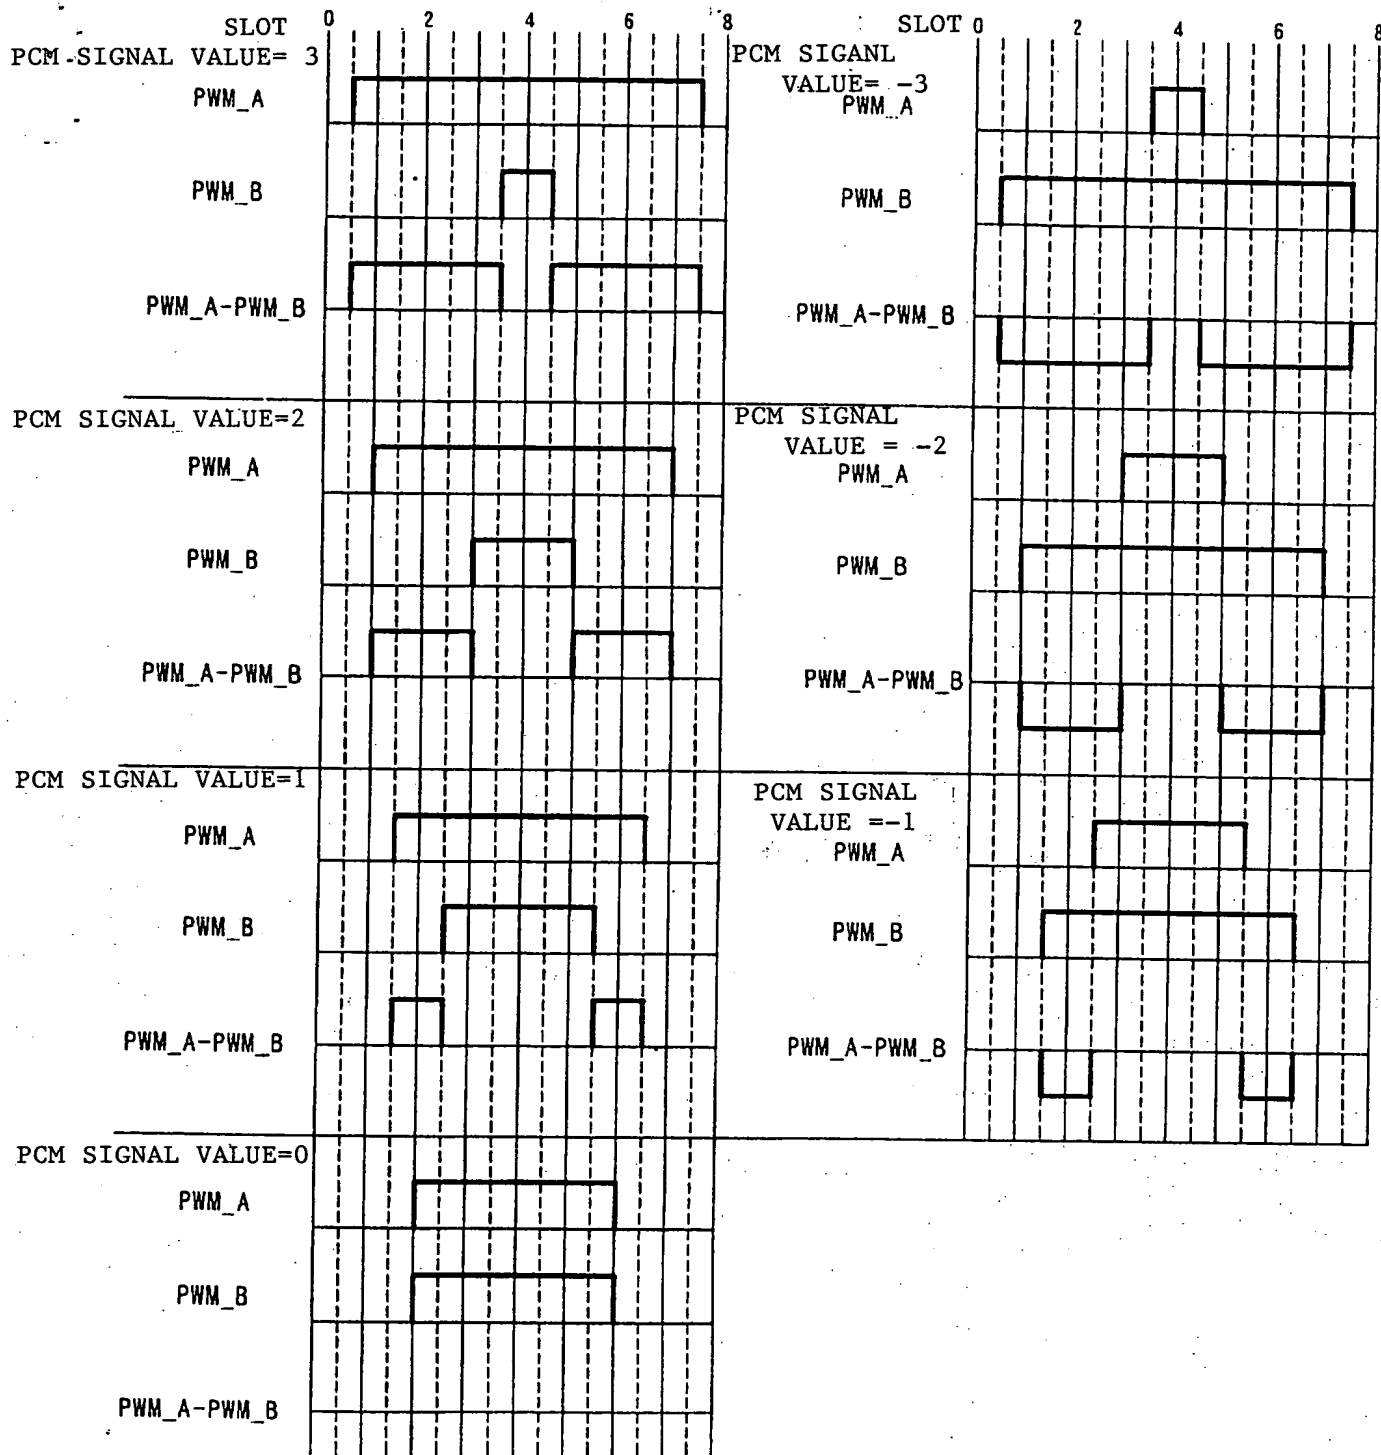 SLOT 0 2 4 6 8
PCM SIGNAL VALUE= 3
PWM_A
PWM_B
PWM_A-PWM_B
PCM SIGNAL VALUE=2
PWM_A
PWM_B
PWM_A-PWM_B
PCM SIGNAL VALUE=1
PWM_A
PWM_B
PWM_A-PWM_B
PCM SIGNAL VALUE=0
PWM_A
PWM_B
PWM_A-PWM_B
SLOT 0 2 4 6 8
PCM SIGANL
VALUE= -3
PWM_A
PWM_B
PWM_A-PWM_B
PCM SIGNAL
VALUE = -2
PWM_A
PWM_B
PWM_A-PWM_B
PCM SIGNAL
VALUE =-1
PWM_A
PWM_B
PWM_A-PWM_B